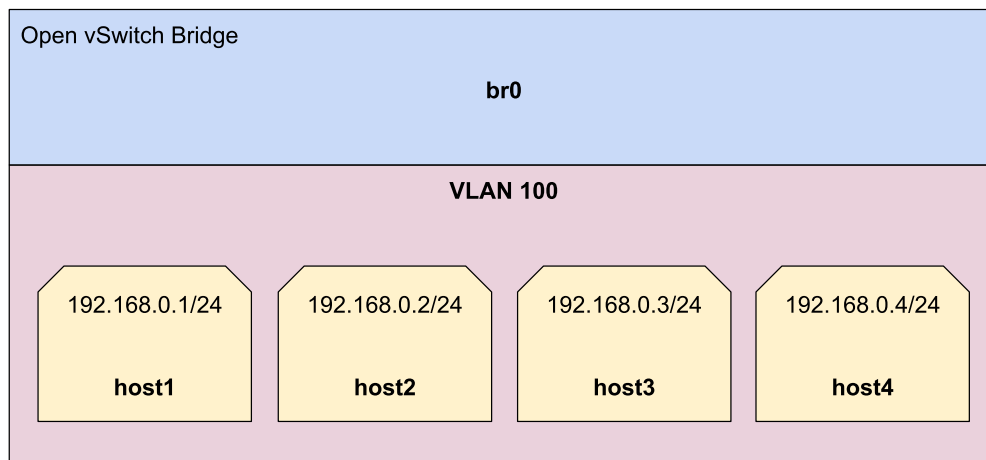 Open vSwitch Bridge
br0
VLAN 100
192.168.0.1/24
host1
192.168.0.2/24
host2
192.168.0.3/24
host3
192.168.0.4/24
host4